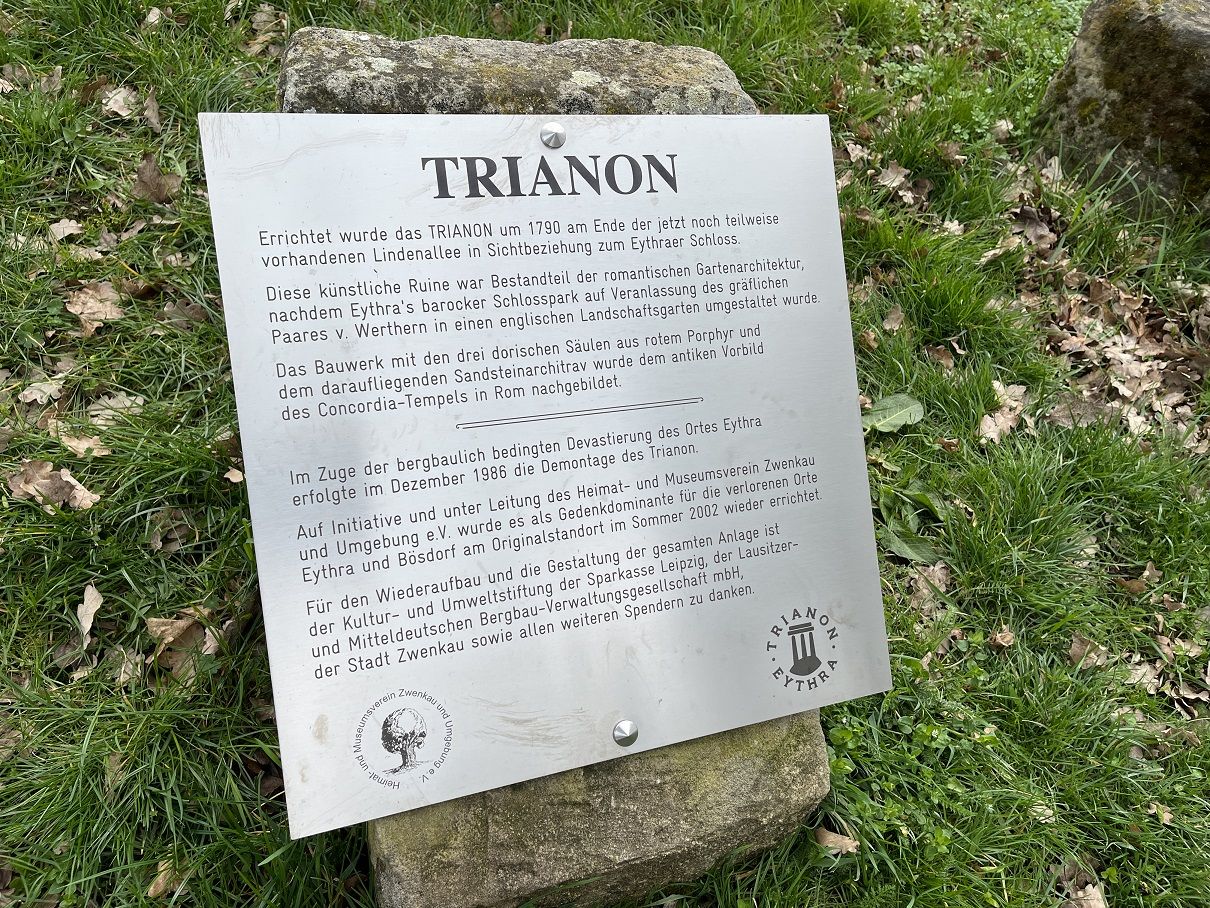 TRIANON
Errichtet wurde das TRIANON um 1790 am Ende der jetzt noch teilweise
vorhandenen Lindenallee in Sichtbeziehung zum Eythraer Schloss.
Diese künstliche Ruine war Bestandteil der romantischen Gartenarchitektur,
nachdem Eythra's barocker Schlosspark auf Veranlassung des gräflichen
Paares v. Werthern in einen englischen Landschaftsgarten umgestaltet wurde.
Das Bauwerk mit den drei dorischen Säulen aus rotem Porphyr und
dem daraufliegenden Sandsteinarchitrav wurde dem antiken Vorbild
des Concordia-Tempels in Rom nachgebildet.
Im Zuge der bergbaulich bedingten Devastierung des Ortes Eythra
erfolgte im Dezember 1986 die Demontage des Trianon.
Auf Initiative und unter Leitung des Heimat- und Museumsverein Zwenkau
und Umgebung e.V. wurde es als Gedenkdominante für die verlorenen Orte
Eythra und Bösdorf am Originalstandort im Sommer 2002 wieder errichtet.
Für den Wiederaufbau und die Gestaltung der gesamten Anlage ist
der Kultur- und Umweltstiftung der Sparkasse Leipzig, der Lausitzer-
und Mitteldeutschen Bergbau-Verwaltungsgesellschaft mbH,
der Stadt Zwenkau sowie allen weiteren Spendern zu danken.
Heimat- und Museumsverein Zwenkau und Umgebung e.V.
TRIANON
EYTHRA